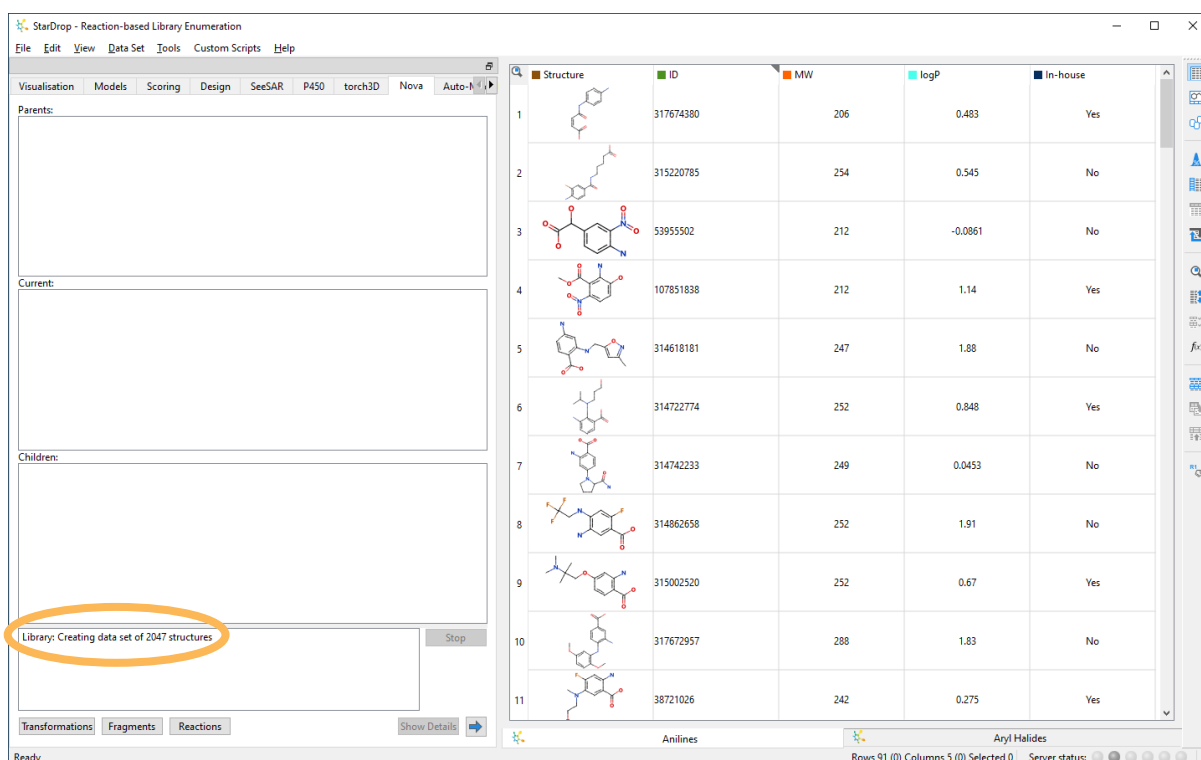 StarDrop - Reaction-based Library Enumeration
File Edit View Data Set Tools Custom Scripts Help
Visualisation Models Scoring Design SeeSAR P450 torch3D Nova
Parents:
Current:
Children:
Library: Creating data set of 2047 structures
Stop
Transformations Fragments Reactions Show Details
Structure ID MW logP In-house
1 317674380 206 0.483 Yes
2 315220785 254 0.545 No
3 53955502 212 -0.0861 No
4 107851838 212 1.14 Yes
5 314618181 247 1.88 No
6 314722774 252 0.848 Yes
7 314742233 249 0.0453 No
8 314862658 252 1.91 No
9 315002520 252 0.67 Yes
10 317672957 288 1.83 No
11 38721026 242 0.275 Yes
Anilines Aryl Halides
Ready Rows 91 (0) Columns 5 (0) Selected 0 Server status: